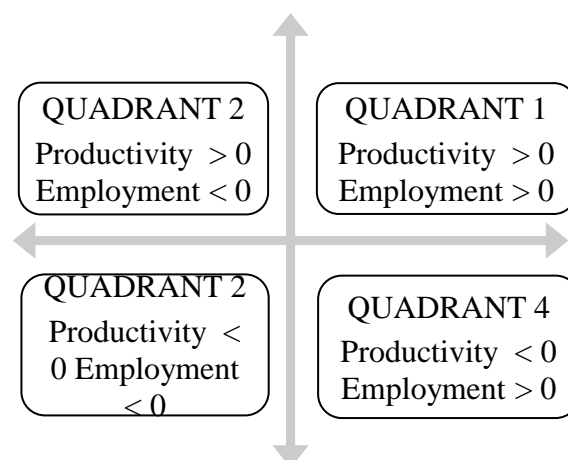 QUADRANT 2
Productivity > 0
Employment < 0
QUADRANT 1
Productivity > 0
Employment > 0
QUADRANT 2
Productivity <
0 Employment
< 0
QUADRANT 4
Productivity < 0
Employment > 0